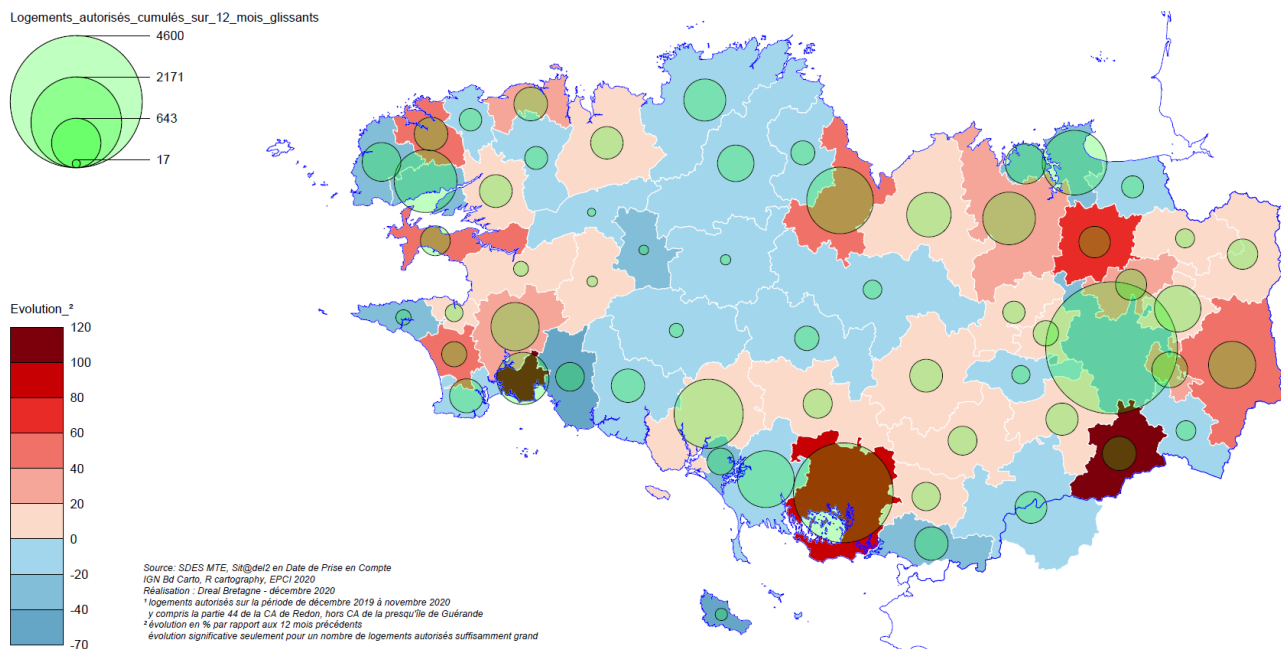 Logements_autorisés_cumulés_sur_12_mois_glissants
4600
2171
643
17
Evolution_²
120
100
80
60
40
20
0
-20
-40
-70
Source: SDES MTE, Sit@del2 en Date de Prise en Compte
IGN Bd Carto, R cartography, EPCI 2020
Réalisation : Dreal Bretagne - décembre 2020
¹ logements autorisés sur la période de décembre 2019 à novembre 2020
y compris la partie 44 de la CA de Redon, hors CA de la presqu'île de Guérande
² évolution en % par rapport aux 12 mois précédents
évolution significative seulement pour un nombre de logements autorisés suffisamment grand